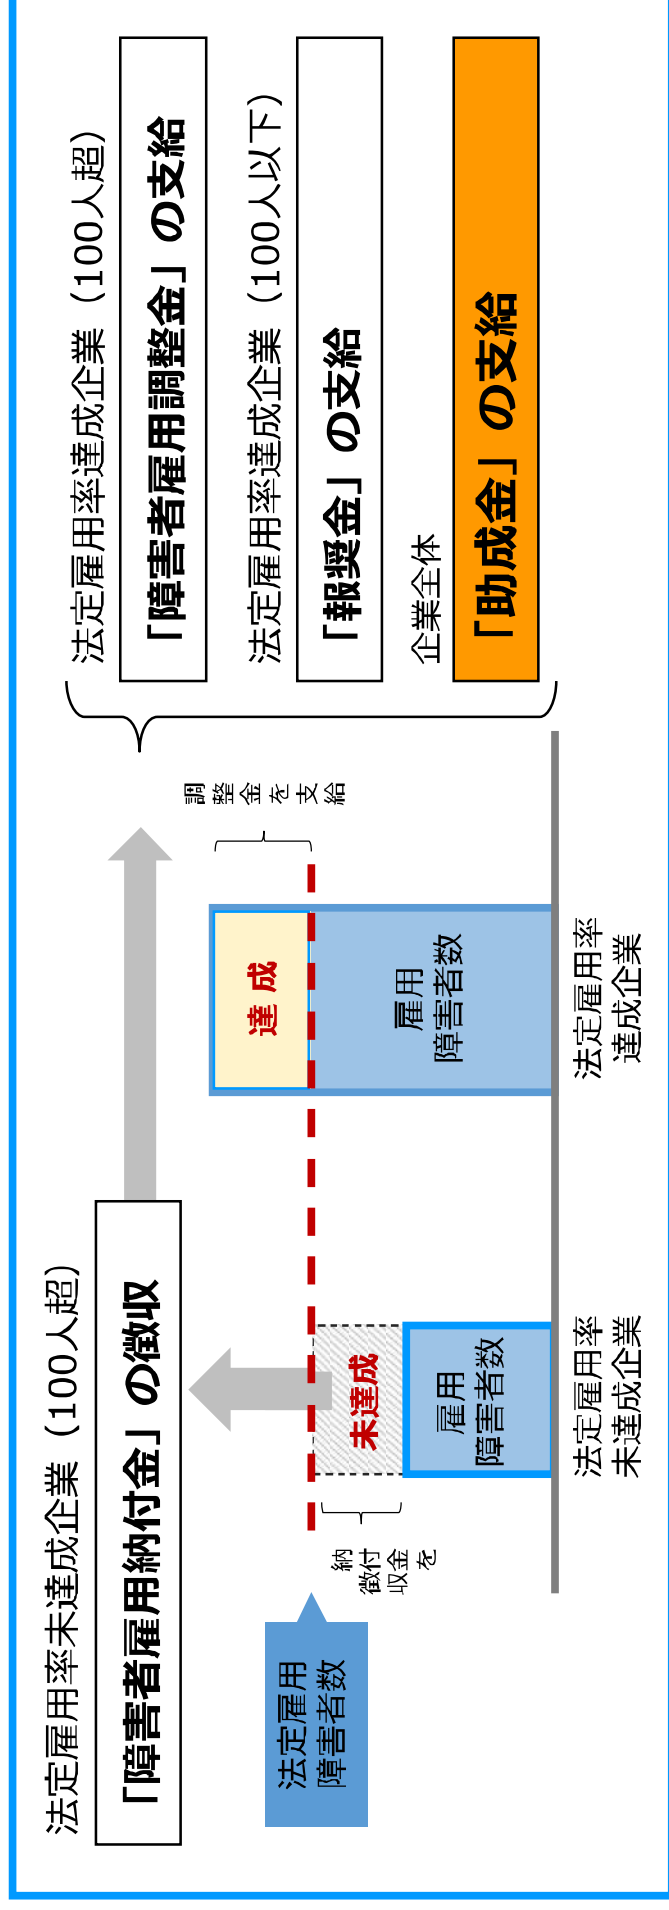 法定雇用率未達成企業（100人超）
「障害者雇用納付金」の徴収
法定雇用率達成企業（100人超）
「障害者雇用調整金」の支給
法定雇用率達成企業（100人以下）
「報奨金」の支給
企業全体
「助成金」の支給
調整金を支給
達成
雇用
障害者数
法定雇用率
達成企業
法定雇用
障害者数
納付金を
徴収
未達成
雇用
障害者数
法定雇用率
未達成企業